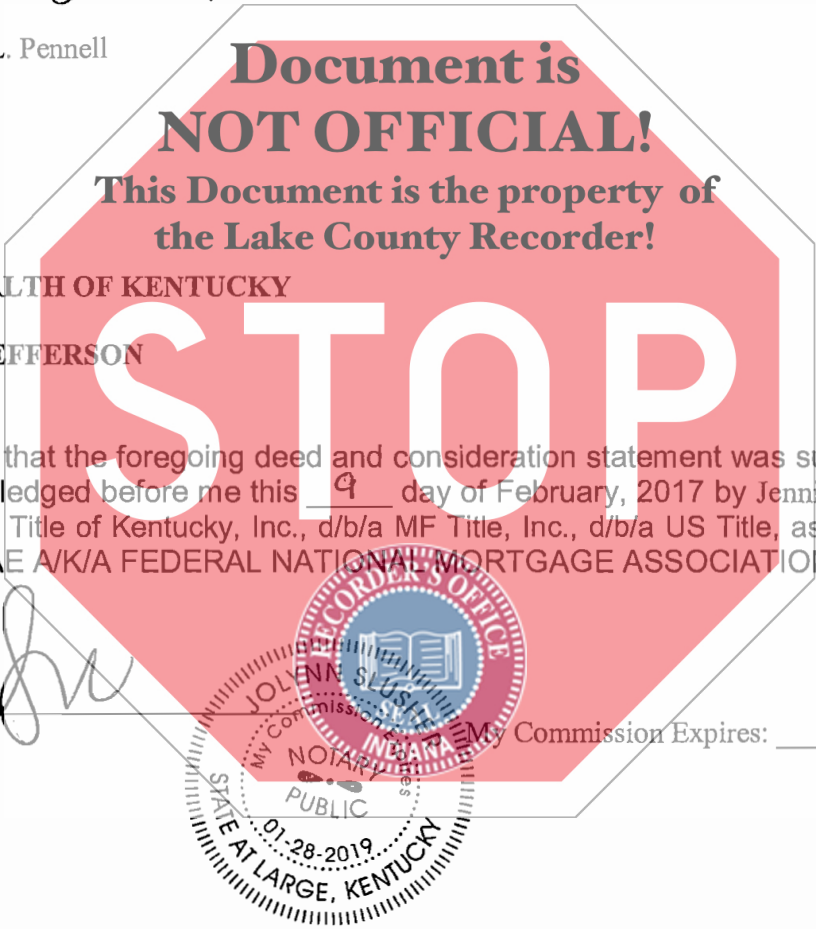 L. Pennell
Document is
NOT OFFICIAL!
This Document is the property of
the Lake County Recorder!
LTH OF KENTUCKY
EFFERSON
STOP
that the foregoing deed and consideration statement was su
ledged before me this 9 day of February, 2017 by Jenni
Title of Kentucky, Inc., d/b/a MF Title, Inc., d/b/a US Title, as
E A/K/A FEDERAL NATIONAL MORTGAGE ASSOCIATION
RECORDER'S OFFICE
SEAL
INDIANA
JOLYNN SLUSHER
My Commission Expires
NOTARY
PUBLIC
01-28-2019
STATE AT LARGE, KENTUCKY
My Commission Expires: